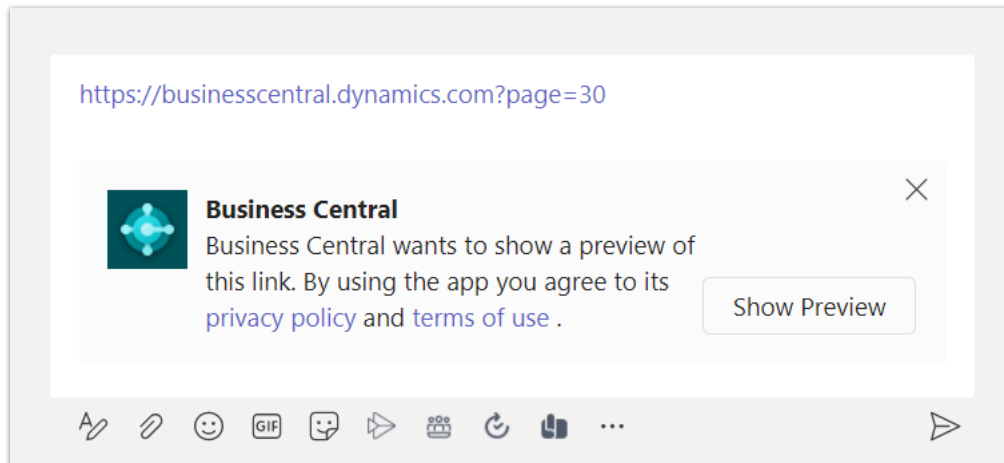 https://businesscentral.dynamics.com?page=30
Business Central
Business Central wants to show a preview of
this link. By using the app you agree to its
privacy policy and terms of use .
Show Preview
GIF